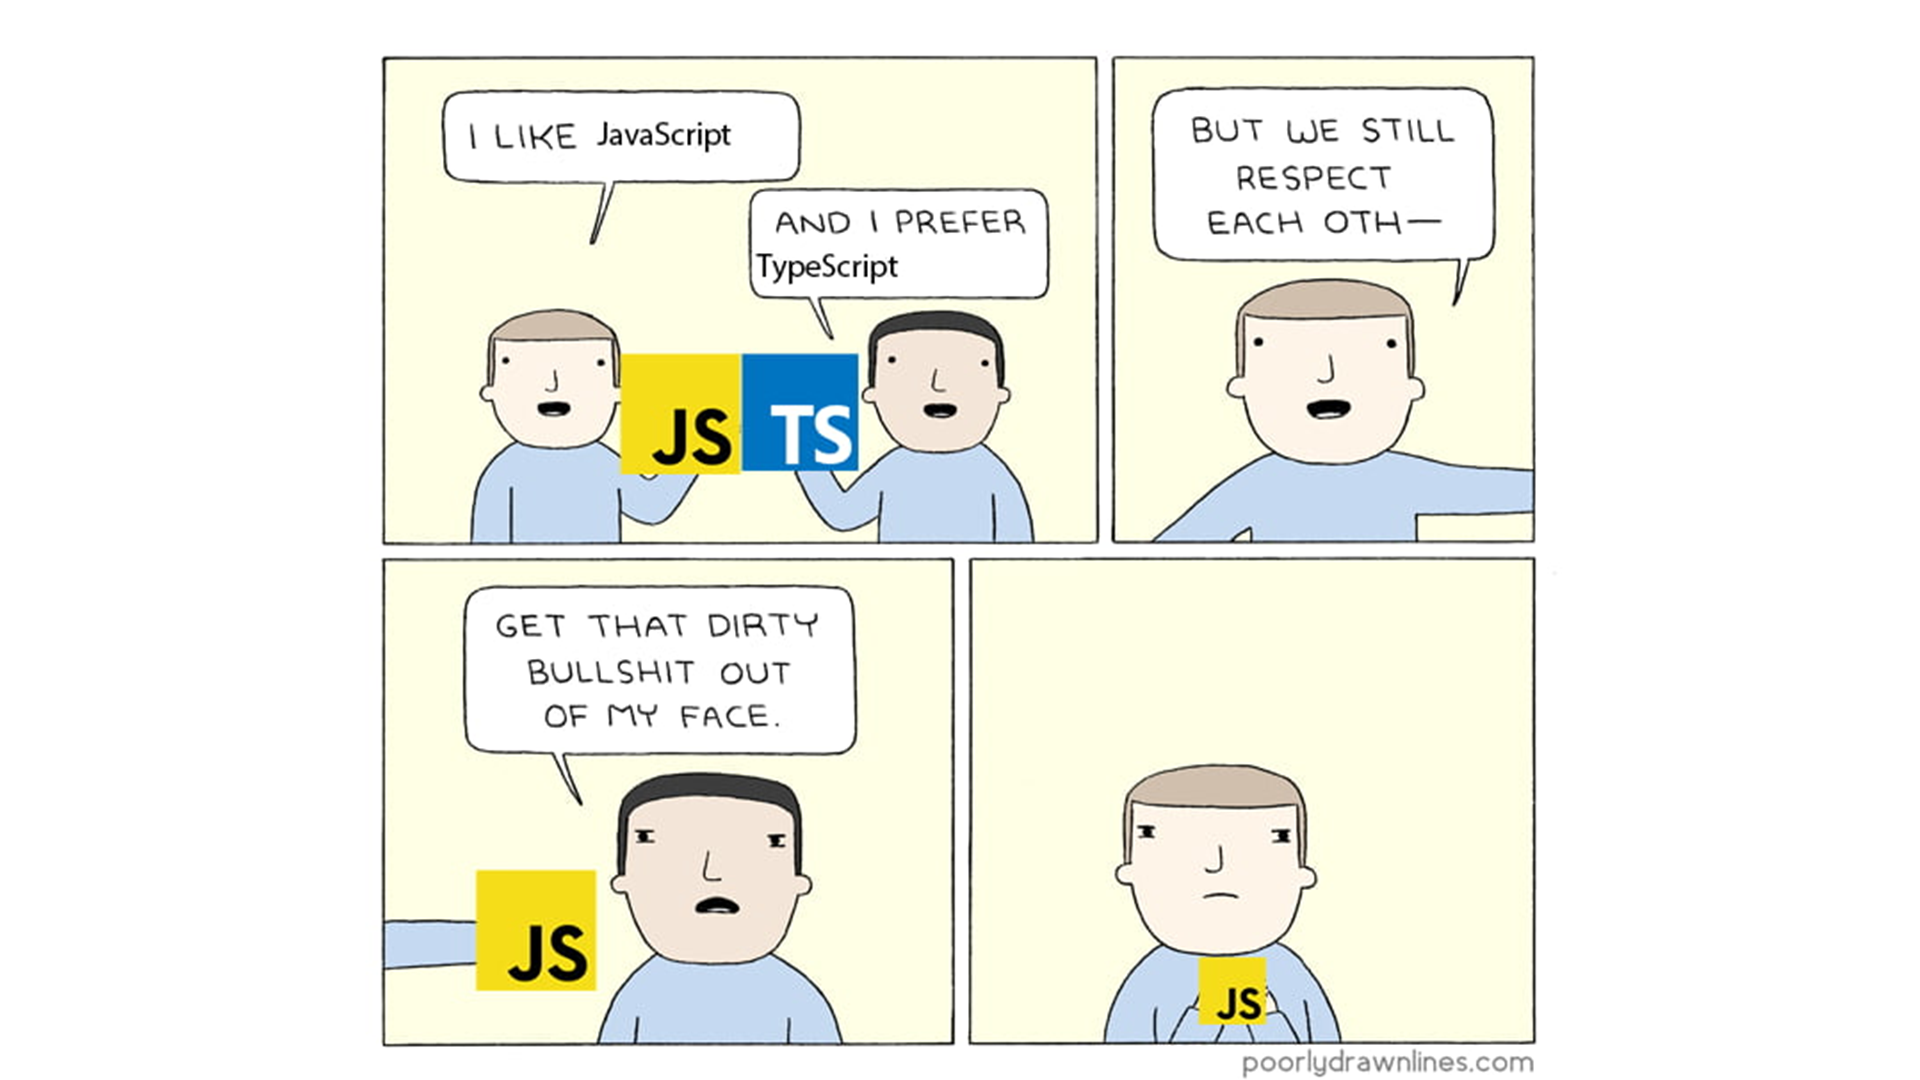 I LIKE JavaScript
AND I PREFER
TypeScript
JS TS
BUT WE STILL
RESPECT
EACH OTH—
GET THAT DIRTY
BULLSHIT OUT
OF MY FACE.
JS
JS
poorlydrawnlines.com